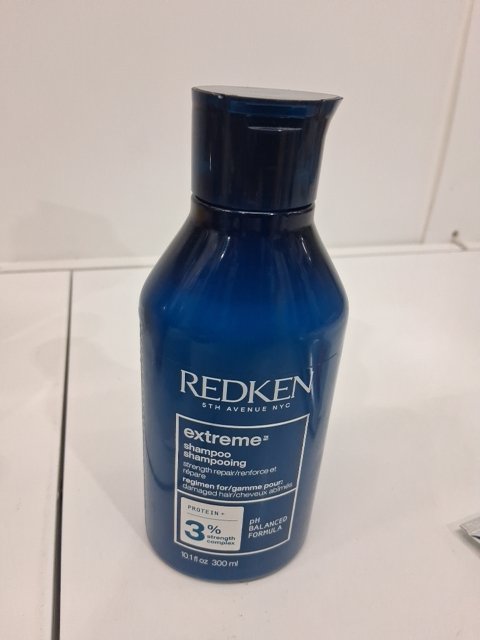 REDKEN
5TH AVENUE NYC
extreme
shampoo
shampooing
strength repair/renforce et
répare
regimen for/gamme pour:
damaged hair/cheveux abîmés
PROTEIN+
3%
strength
complex
pH
BALANCED
FORMULA
10.1 fl oz 300 ml